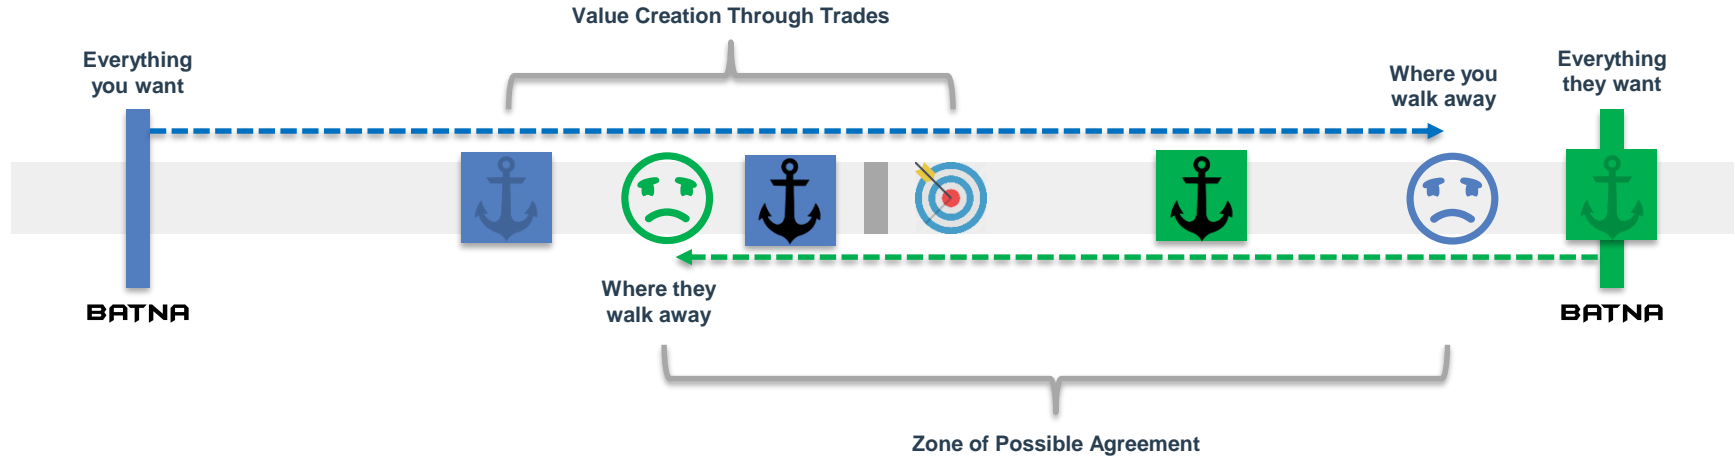 Value Creation Through Trades
Everything
you want
Where you
walk away
Everything
they want
BATNA
Where they
walk away
BATNA
Zone of Possible Agreement